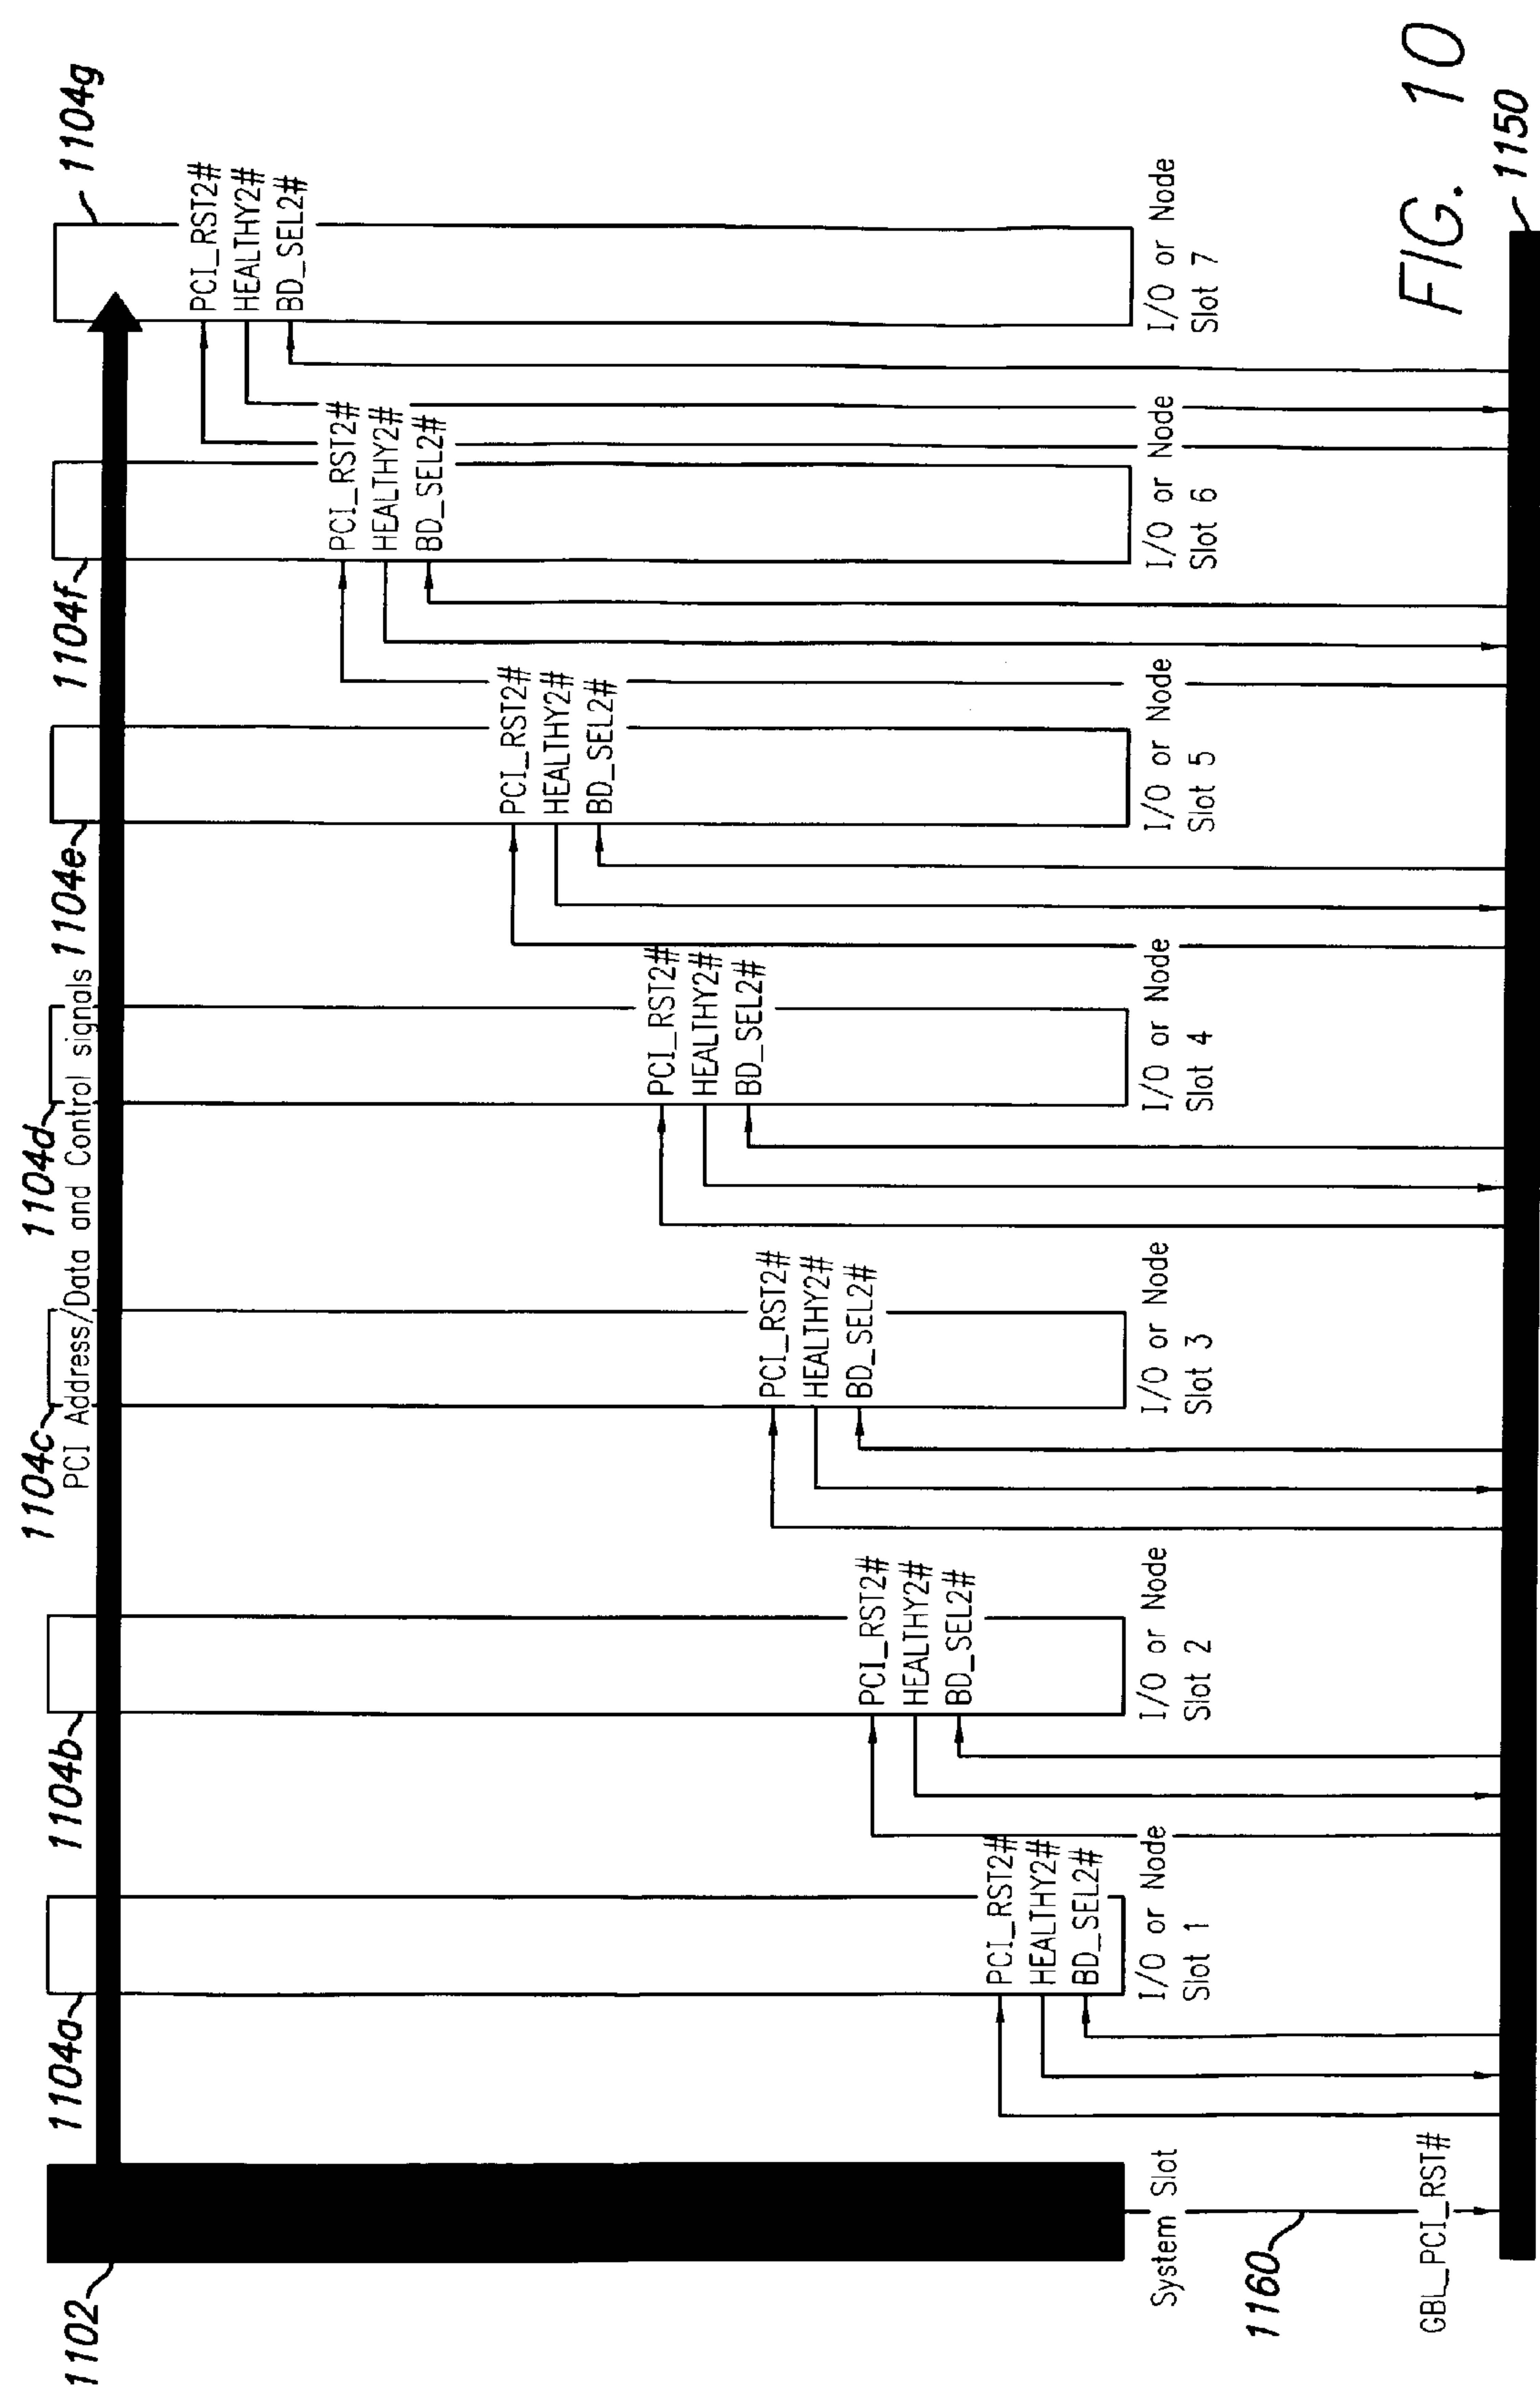 1102
1104a
1104b
1104c
1104d
1104e
1104f
1104g
PCI Address/Data and Control signals
PCI_RST2#
HEALTHY2#
BD_SEL2#
PCI_RST2#
HEALTHY2#
BD_SEL2#
PCI_RST2#
HEALTHY2#
BD_SEL2#
PCI_RST2#
HEALTHY2#
BD_SEL2#
PCI_RST2#
HEALTHY2#
BD_SEL2#
PCI_RST2#
HEALTHY2#
BD_SEL2#
PCI_RST2#
HEALTHY2#
BD_SEL2#
System Slot
I/O or Node
Slot 1
I/O or Node
Slot 2
I/O or Node
Slot 3
I/O or Node
Slot 4
I/O or Node
Slot 5
I/O or Node
Slot 6
I/O or Node
Slot 7
1160
GBL_PCI_RST#
FIG. 10
1150